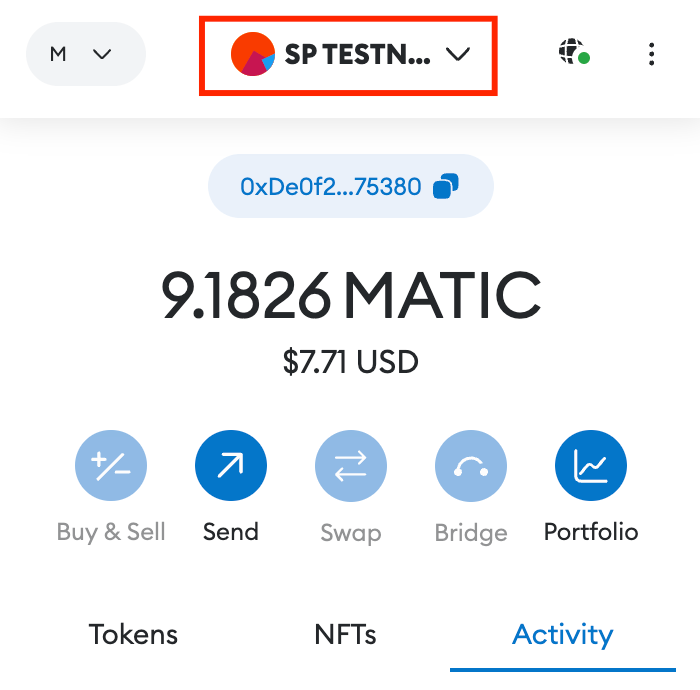 M SP TESTN...
0xDe0f2...75380
9.1826 MATIC
$7.71 USD
Buy & Sell Send Swap Bridge Portfolio
Tokens NFTs Activity